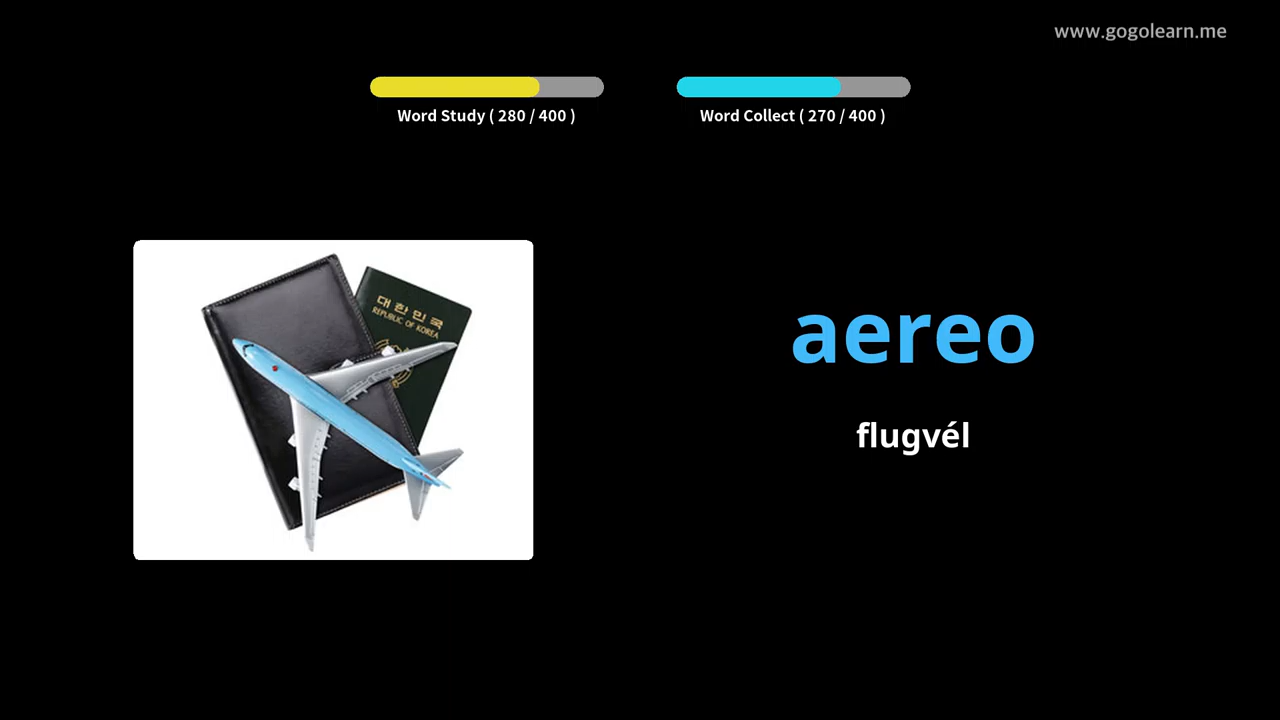 www.gogolearn.me
Word Study ( 280 / 400 )
Word Collect ( 270 / 400 )
대한민국
REPUBLIC OF KOREA
aereo
flugvél